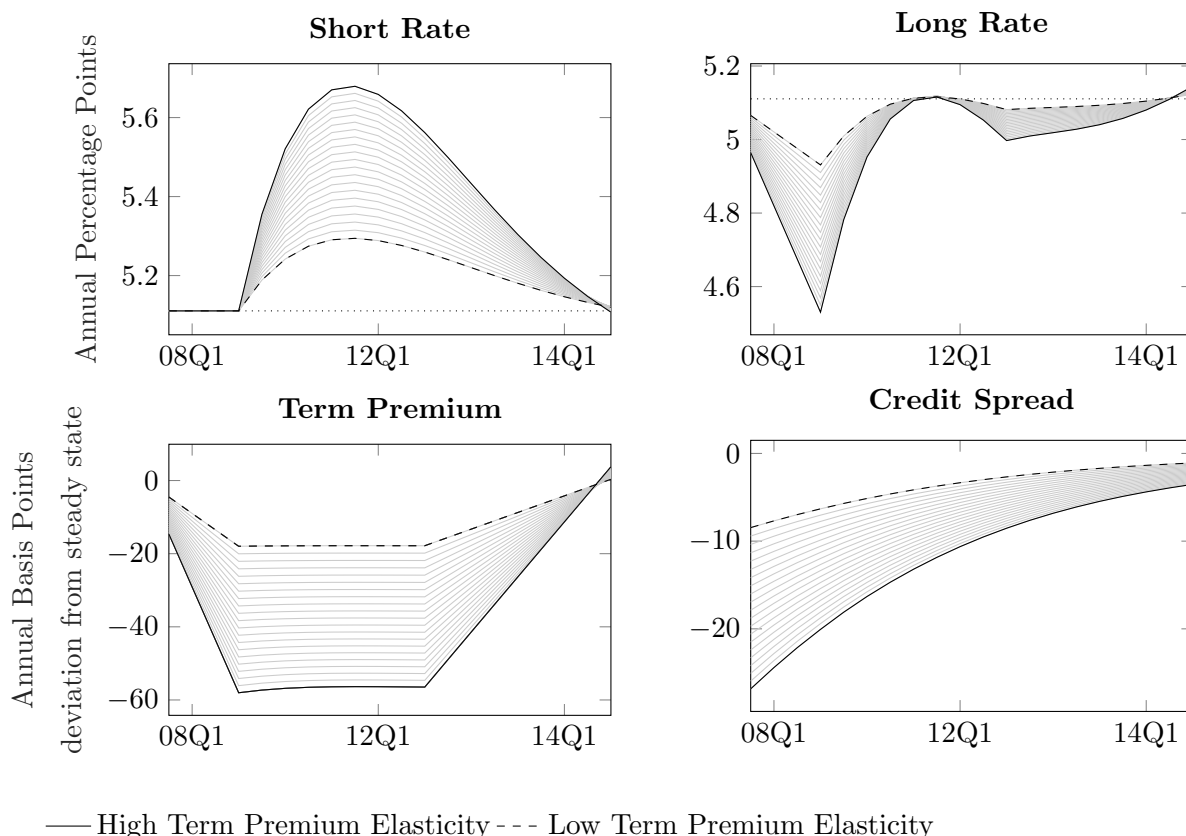 Short Rate
Long Rate
Annual Percentage Points
5.6
5.4
5.2
08Q1 12Q1 14Q1
5.2
5
4.8
4.6
08Q1 12Q1 14Q1
Term Premium
Credit Spread
Annual Basis Points
deviation from steady state
0
−20
−40
−60
08Q1 12Q1 14Q1
0
−10
−20
08Q1 12Q1 14Q1
High Term Premium Elasticity Low Term Premium Elasticity